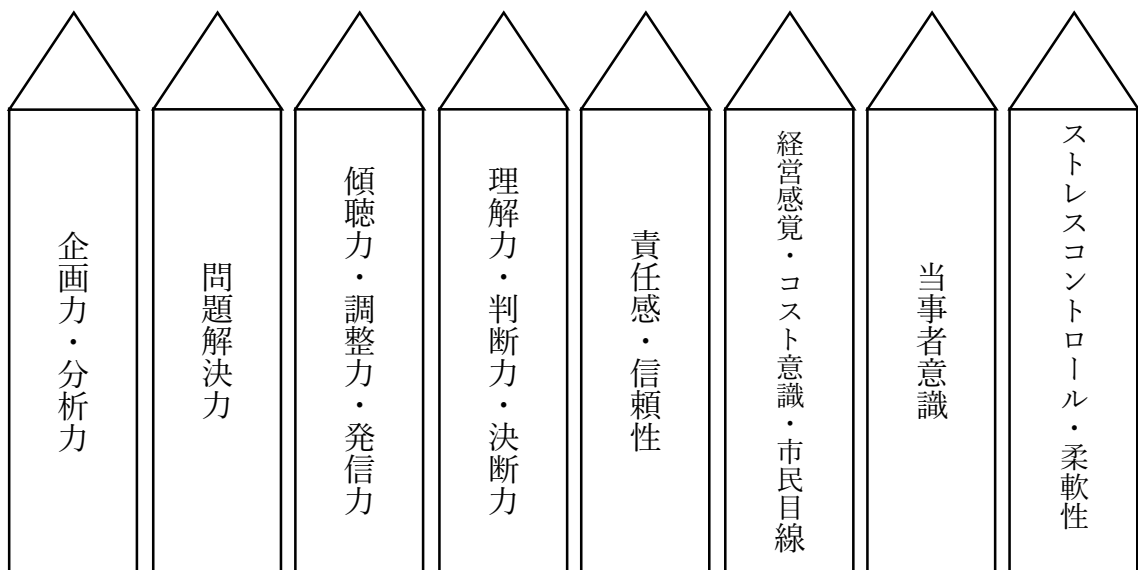 ストレスコントロール・柔軟性
当事者意識
経営感覚・コスト意識・市民目線
責任感・信頼性
理解力・判断力・決断力
傾聴力・調整力・発信力
問題解決力
企画力・分析力